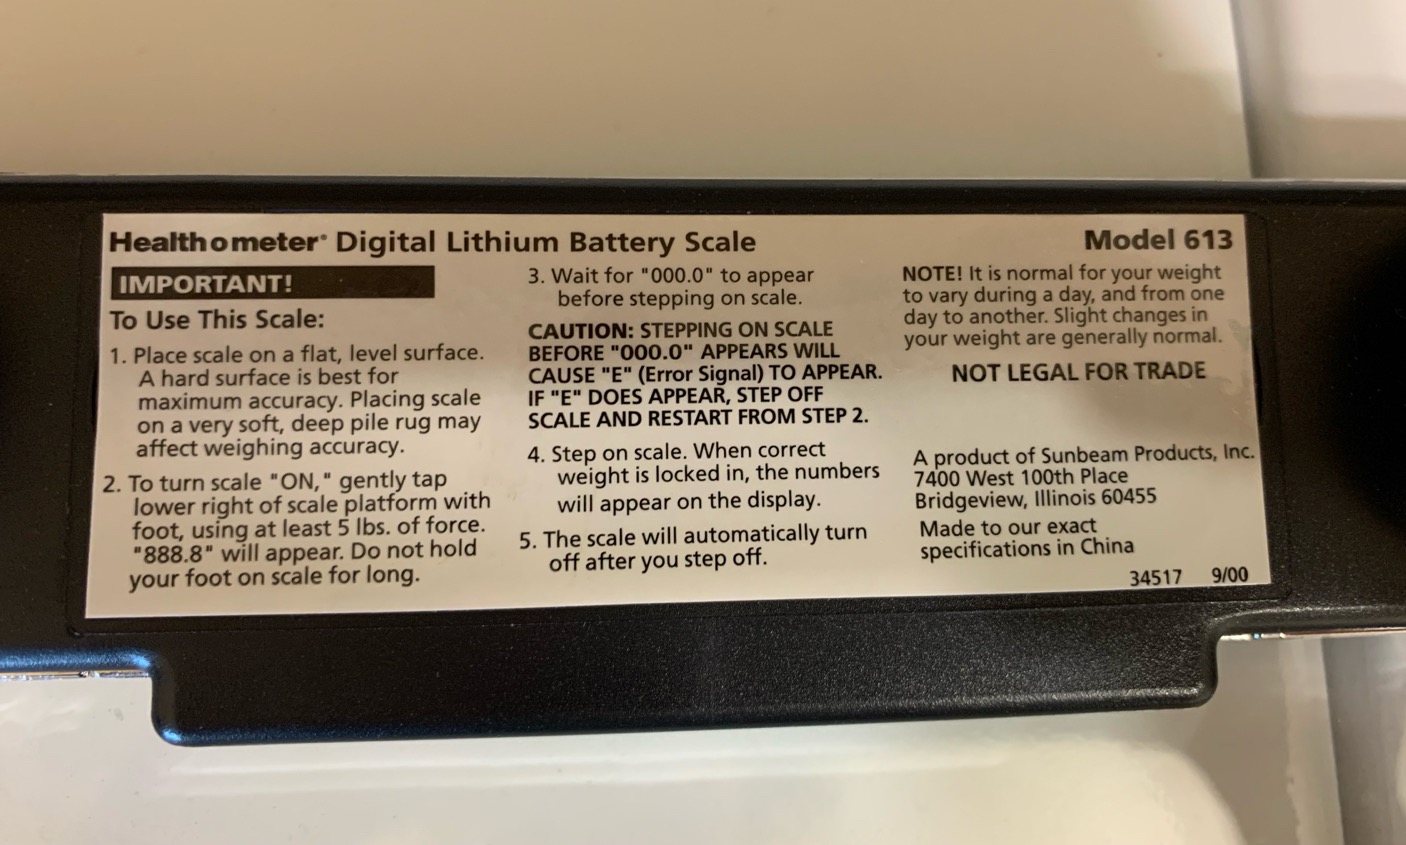 Health o meter® Digital Lithium Battery Scale
Model 613
IMPORTANT!
To Use This Scale:
1. Place scale on a flat, level surface.
A hard surface is best for
maximum accuracy. Placing scale
on a very soft, deep pile rug may
affect weighing accuracy.
2. To turn scale "ON," gently tap
lower right of scale platform with
foot, using at least 5 lbs. of force.
"888.8" will appear. Do not hold
your foot on scale for long.
3. Wait for "000.0" to appear
before stepping on scale.
CAUTION: STEPPING ON SCALE
BEFORE "000.0" APPEARS WILL
CAUSE "E" (Error Signal) TO APPEAR.
IF "E" DOES APPEAR, STEP OFF
SCALE AND RESTART FROM STEP 2.
4. Step on scale. When correct
weight is locked in, the numbers
will appear on the display.
5. The scale will automatically turn
off after you step off.
NOTE! It is normal for your weight
to vary during a day, and from one
day to another. Slight changes in
your weight are generally normal.
NOT LEGAL FOR TRADE
A product of Sunbeam Products, Inc.
7400 West 100th Place
Bridgeview, Illinois 60455
Made to our exact
specifications in China
34517 9/00